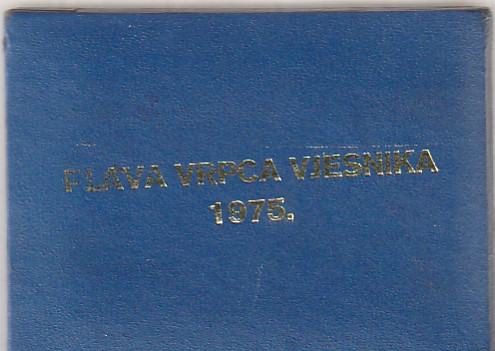 PLAVA VRPCA VJESNIKA
1975.